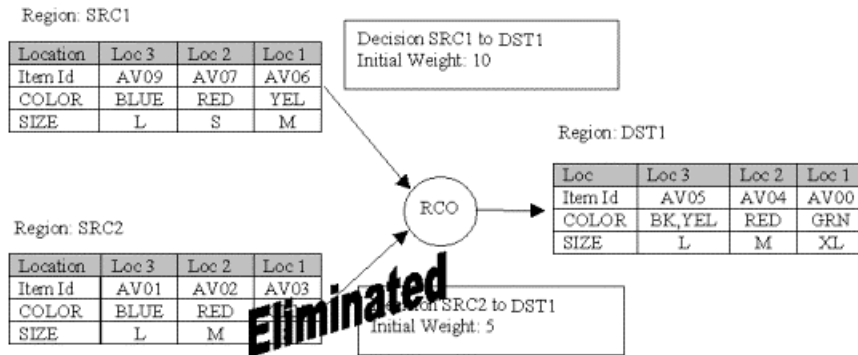 Region: SRC1
Decision SRC1 to DST1
Initial Weight: 10
Location Loc 3 Loc 2 Loc 1
Item Id AV09 AV07 AV06
COLOR BLUE RED YEL
SIZE L S M
Region: DST1
Loc Loc 3 Loc 2 Loc 1
Item Id AV05 AV04 AV00
COLOR BK,YEL RED GRN
SIZE L M XL
RCO
Region: SRC2
Location Loc 3 Loc 2 Loc 1
Item Id AV01 AV02 AV03
COLOR BLUE RED
SIZE L M
Eliminated
SRC2 to DST1
Initial Weight: 5